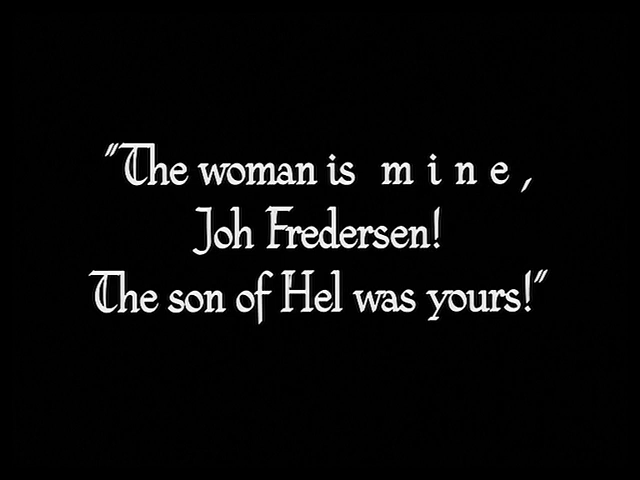 "The woman is m i n e ,
Joh Fredersen!
The son of Hel was yours!"